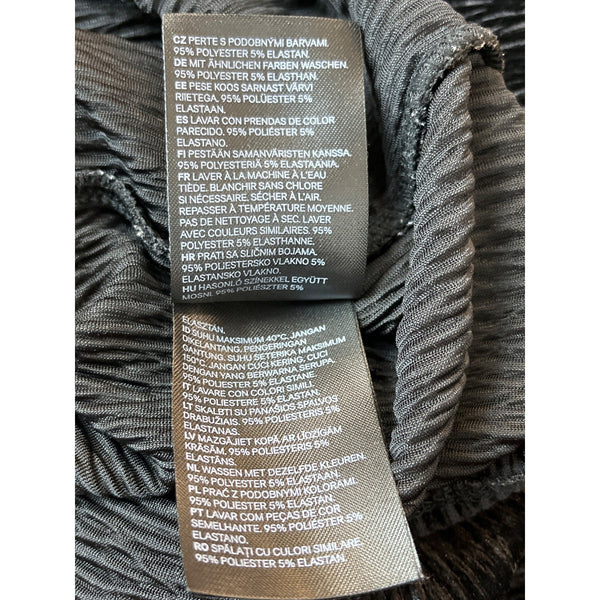 CZ PERTE S PODOBNÝMI BARVAMI.
95% POLYESTER 5% ELASTAN.
DE MIT ÄHNLICHEN FARBEN WASCHEN.
95% POLYESTER 5% ELASTHAN.
EE PESE KOOS SARNAST VÄRVI
RIIETEGA. 95% POLÜESTER 5%
ELASTAAN.
ES LAVAR CON PRENDAS DE COLOR
PARECIDO. 95% POLIÉSTER 5%
ELASTANO.
FI PESTÄÄN SAMANVÄRISTEN KANSSA.
95% POLYESTERIÄ 5% ELASTAANIA.
FR LAVER À LA MACHINE À L'EAU
TIÈDE. BLANCHIR SANS CHLORE
SI NÉCESSAIRE. SÉCHER À L'AIR.
REPASSER À TEMPÉRATURE MOYENNE.
PAS DE NETTOYAGE À SEC. LAVER
AVEC COULEURS SIMILAIRES. 95%
POLYESTER 5% ELASTHANNE.
HR PRATI SA SLIČNIM BOJAMA.
95% POLIESTERSKO VLAKNO 5%
ELASTANSKO VLAKNO.
HU HASONLÓ SZÍNEKKEL EGYÜTT
MOSNI. 95% POLIÉSZTER 5%
ELASZTÁN.
ID SUHU MAKSIMUM 40°C. JANGAN
DIKELANTANG. PENGERINGAN
GANTUNG. SUHU SETERIKA MAKSIMUM
150°C. JANGAN CUCI KERING. CUCI
DENGAN YANG BERWARNA SERUPA.
95% POLIESTER 5% ELASTANE
IT LAVARE CON COLORI SIMILI.
95% POLIESTERE 5% ELASTAN.
LT SKALBTI SU PANAŠIOS SPALVOS
DRABUŽIAIS. 95% POLIESTERIS 5%
ELASTANAS.
LV MAZGĀJIET KOPĀ AR LĪDZĪGĀM
KRĀSĀM. 95% POLIESTERIS 5%
ELASTĀNS.
NL WASSEN MET DEZELFDE KLEUREN.
95% POLYESTER 5% ELASTAAN.
PL PRAĆ Z PODOBNYMI KOLORAMI.
95% POLIESTER 5% ELASTAN.
PT LAVAR COM PEÇAS DE COR
SEMELHANTE. 95% POLIÉSTER 5%
ELASTANO.
RO SPĂLAȚI CU CULORI SIMILARE.
95% POLIESTER 5% ELASTAN.